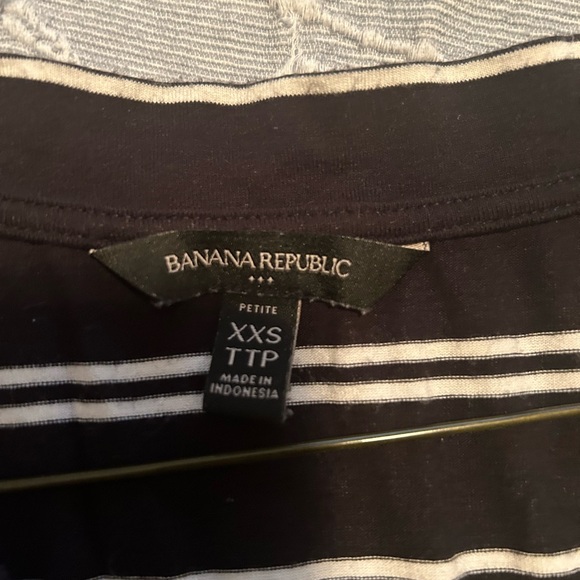 BANANA REPUBLIC
PETITE
XXS
TTP
MADE IN
INDONESIA